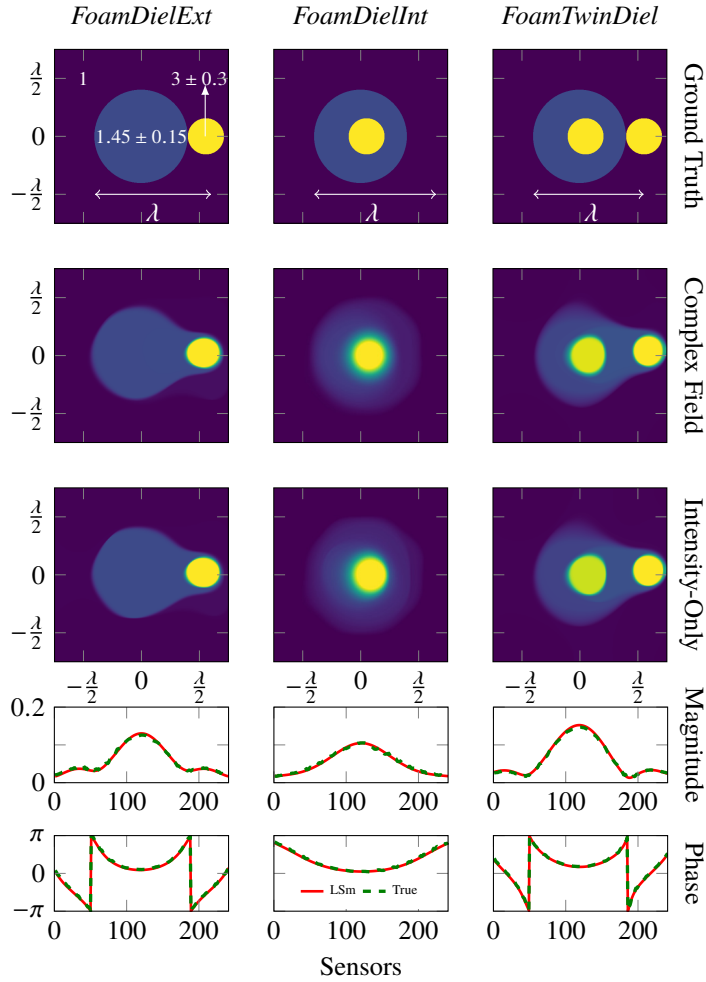 FoamDielExt FoamDielInt FoamTwinDiel
λ/2 1 3 ± 0.3
0 1.45 ± 0.15
−λ/2
λ λ λ
Ground Truth
λ/2
0
−λ/2
Complex Field
λ/2
0
−λ/2
Intensity-Only
−λ/2 0 λ/2 −λ/2 0 λ/2 −λ/2 0 λ/2
0.2
0
Magnitude
0 100 200 0 100 200 0 100 200
π
0
−π
LSm True
Phase
0 100 200 0 100 200 0 100 200
Sensors